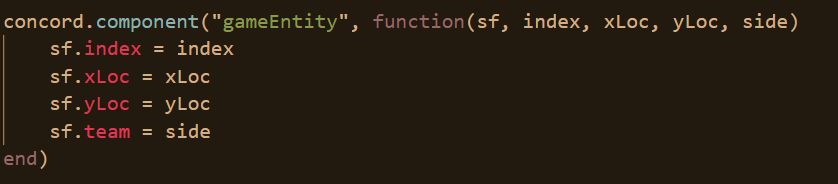 concord.component("gameEntity", function(sf, index, xLoc, yLoc, side)
    sf.index = index
    sf.xLoc = xLoc
    sf.yLoc = yLoc
    sf.team = side
end)